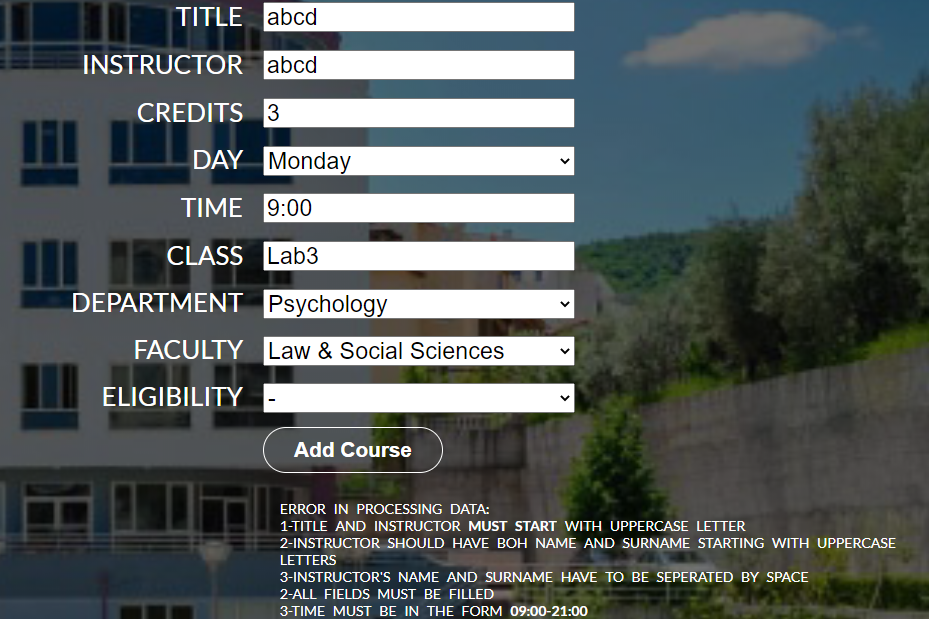 TITLE abcd
INSTRUCTOR abcd
CREDITS 3
DAY Monday
TIME 9:00
CLASS Lab3
DEPARTMENT Psychology
FACULTY Law & Social Sciences
ELIGIBILITY -
Add Course
ERROR IN PROCESSING DATA:
1-TITLE AND INSTRUCTOR MUST START WITH UPPERCASE LETTER
2-INSTRUCTOR SHOULD HAVE BOH NAME AND SURNAME STARTING WITH UPPERCASE
LETTERS
3-INSTRUCTOR'S NAME AND SURNAME HAVE TO BE SEPERATED BY SPACE
2-ALL FIELDS MUST BE FILLED
3-TIME MUST BE IN THE FORM 09:00-21:00